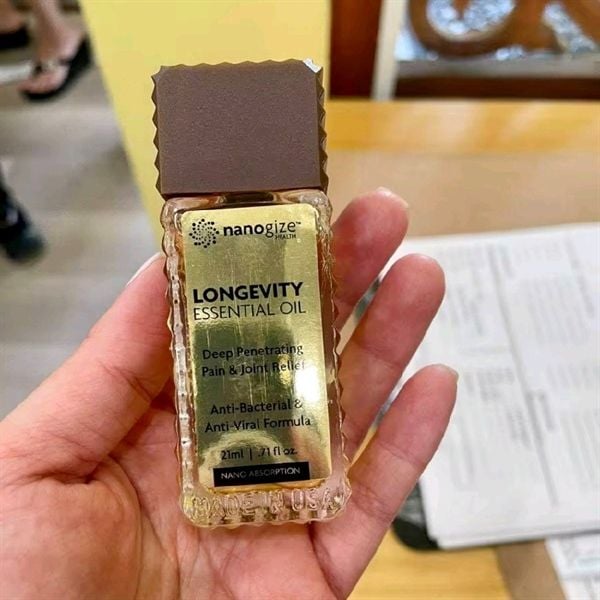 nanogize™
HEALTH
LONGEVITY
ESSENTIAL OIL
Deep Penetrating
Pain & Joint Relief
Anti-Bacterial &
Anti-Viral Formula
21ml | .71 fl oz.
NANO ABSORPTION
MADE IN USA